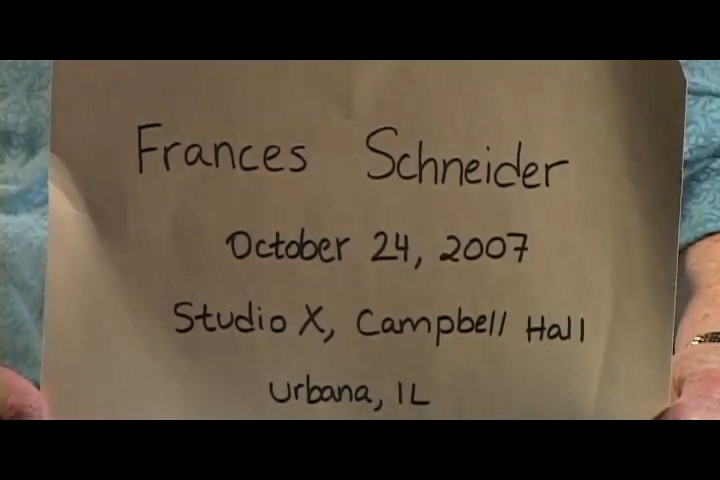 Frances Schneider
October 24, 2007
Studio X, Campbell Hall
Urbana, IL